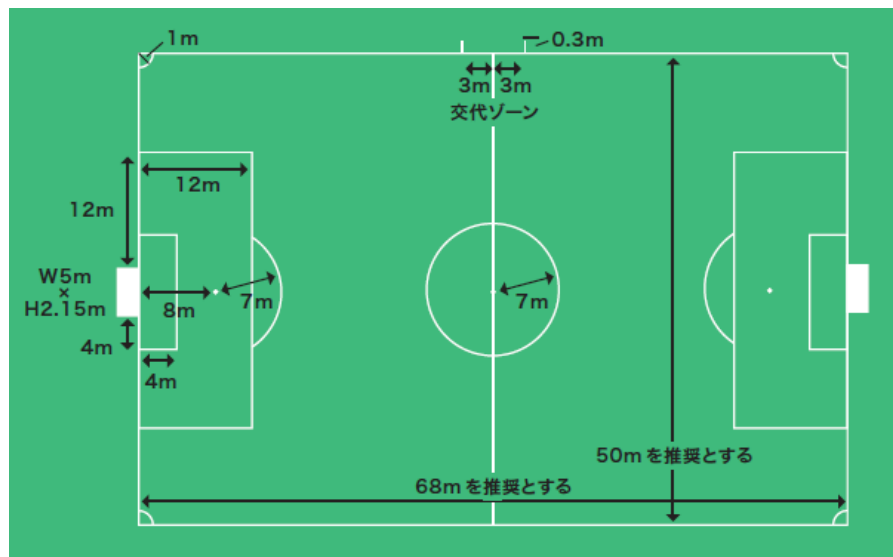 1m
0.3m
3m 3m
交代ゾーン
12m
12m
W5m
×
H2.15m
8m
7m
7m
4m
4m
50mを推奨とする
68mを推奨とする